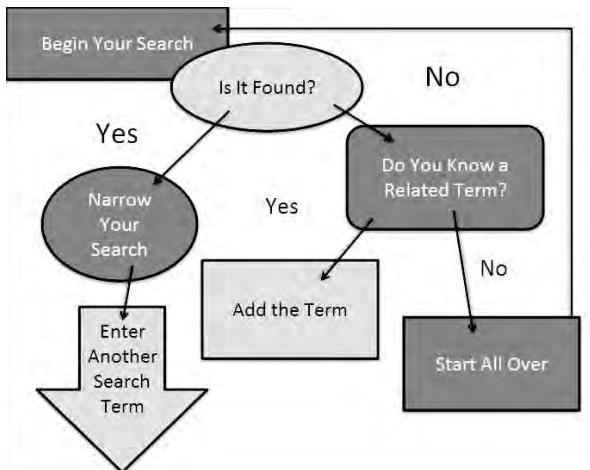 Begin Your Search
Is It Found?
No
Yes
Do You Know a
Related Term?
Narrow
Your
Search
Yes
No
Add the Term
Enter
Another
Search
Term
Start All Over